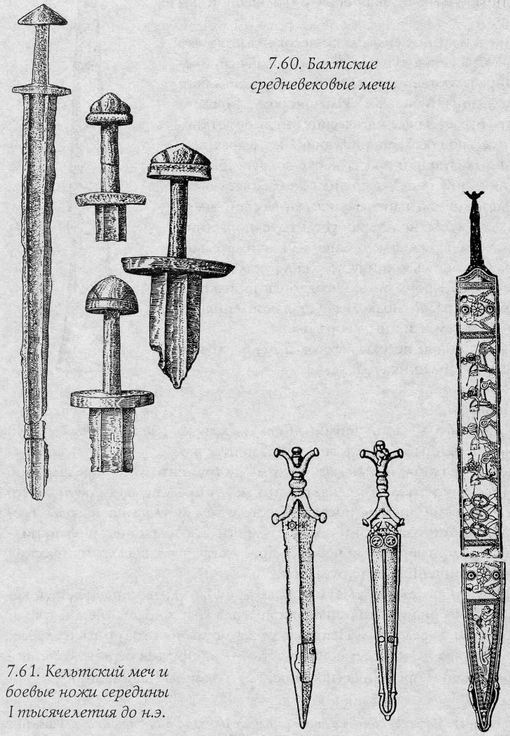 7.60. Балтские
средневековые мечи
7.61. Кельтский меч и
боевые ножи середины
I тысячелетия до н.э.